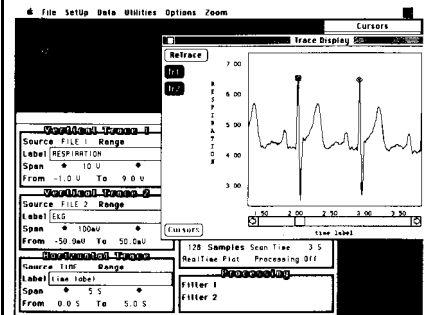 File SetUp Data Utilities Options Zoom
Cursors
Trace Display
ReTrace
Tr1
Tr2
RESPIRATION
7.00
6.00
5.00
4.00
3.00
1.50 2.00 2.50 3.00 3.50
time label
Cursors
Vertical Trace 1
Source FILE 1 Range
Label RESPIRATION
Span 10 V
From -1.0 V To 9.0 V
Vertical Trace 2
Source FILE 2 Range
Label EKG
Span 100mV
From -50.0mV To 50.0mV
Horizontal Trace
Source TIME Range
Label time label
Span 5 S
From 0.0 S To 5.0 S
128 Samples Scan Time 3 S
RealTime Plot Processing Off
Processing
Filter 1
Filter 2